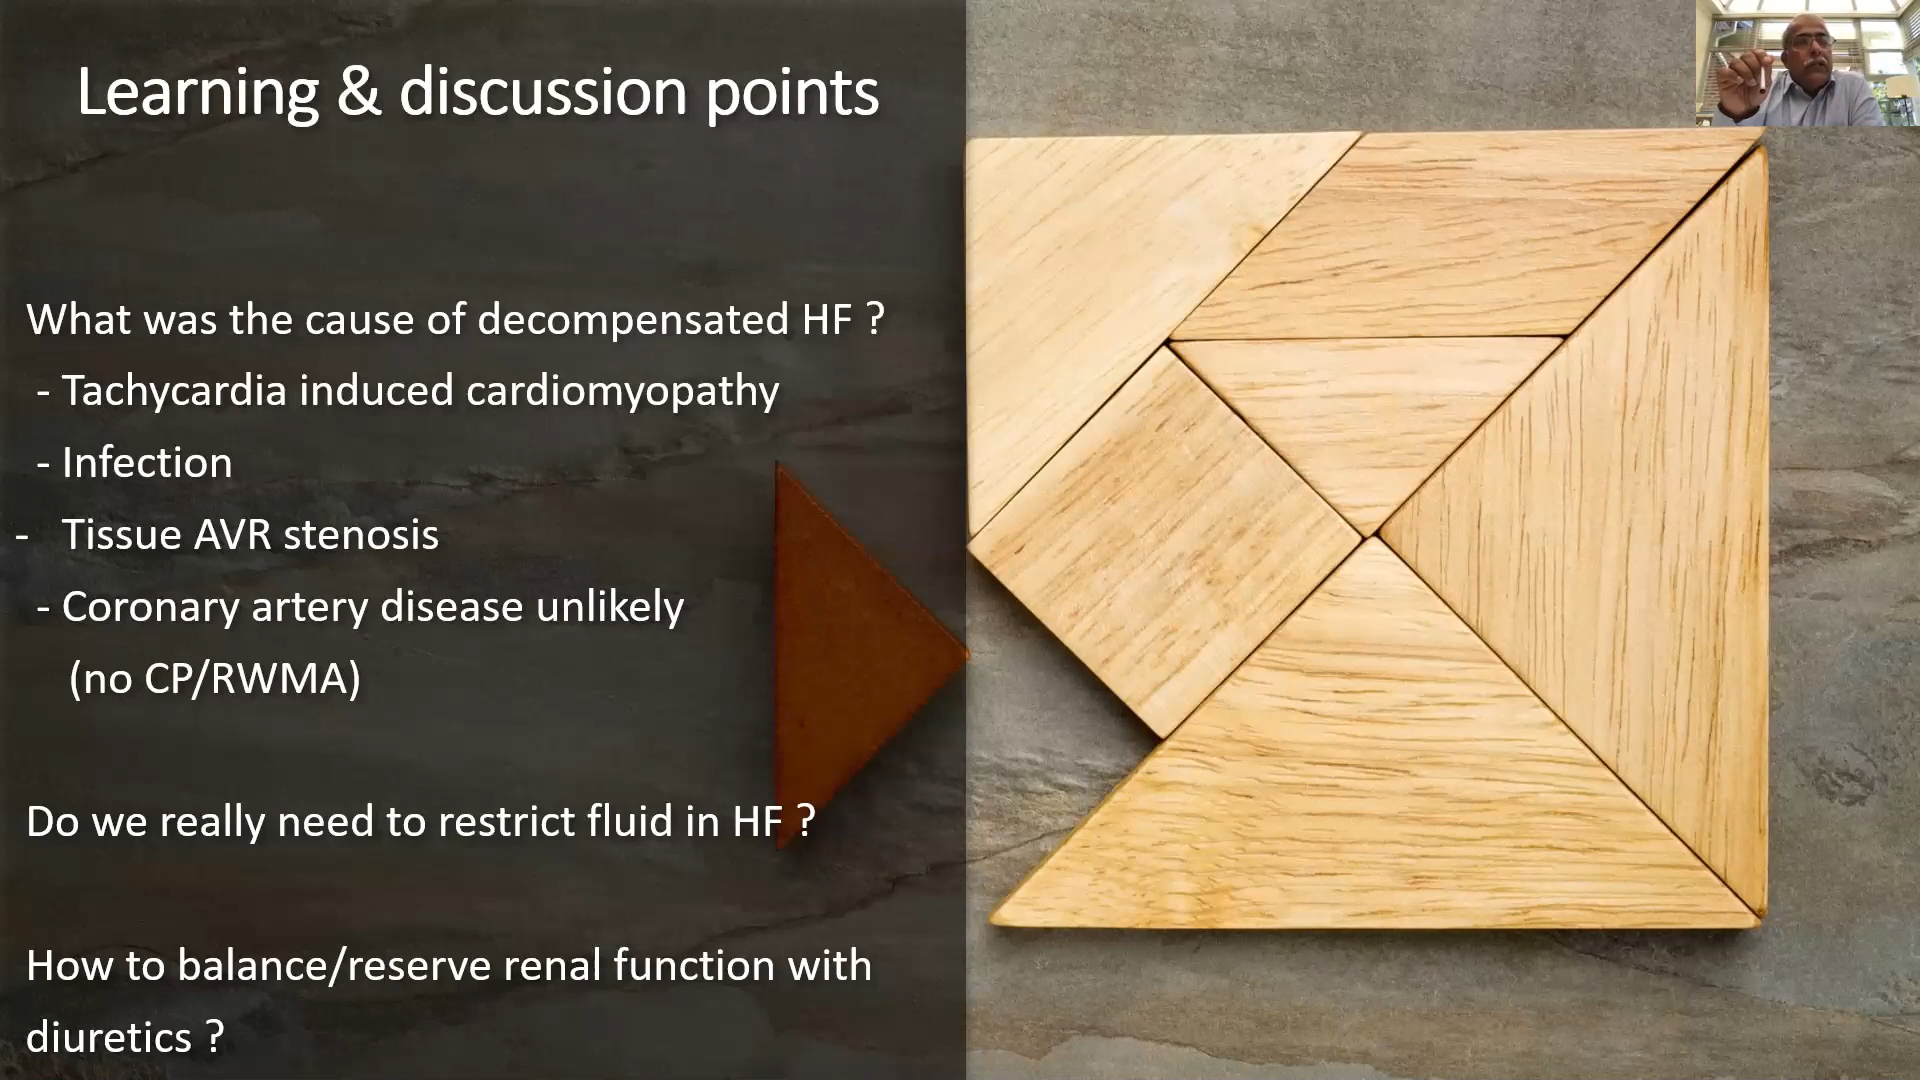 Learning & discussion points
What was the cause of decompensated HF ?
- Tachycardia induced cardiomyopathy
- Infection
- Tissue AVR stenosis
- Coronary artery disease unlikely
(no CP/RWMA)
Do we really need to restrict fluid in HF ?
How to balance/reserve renal function with
diuretics ?